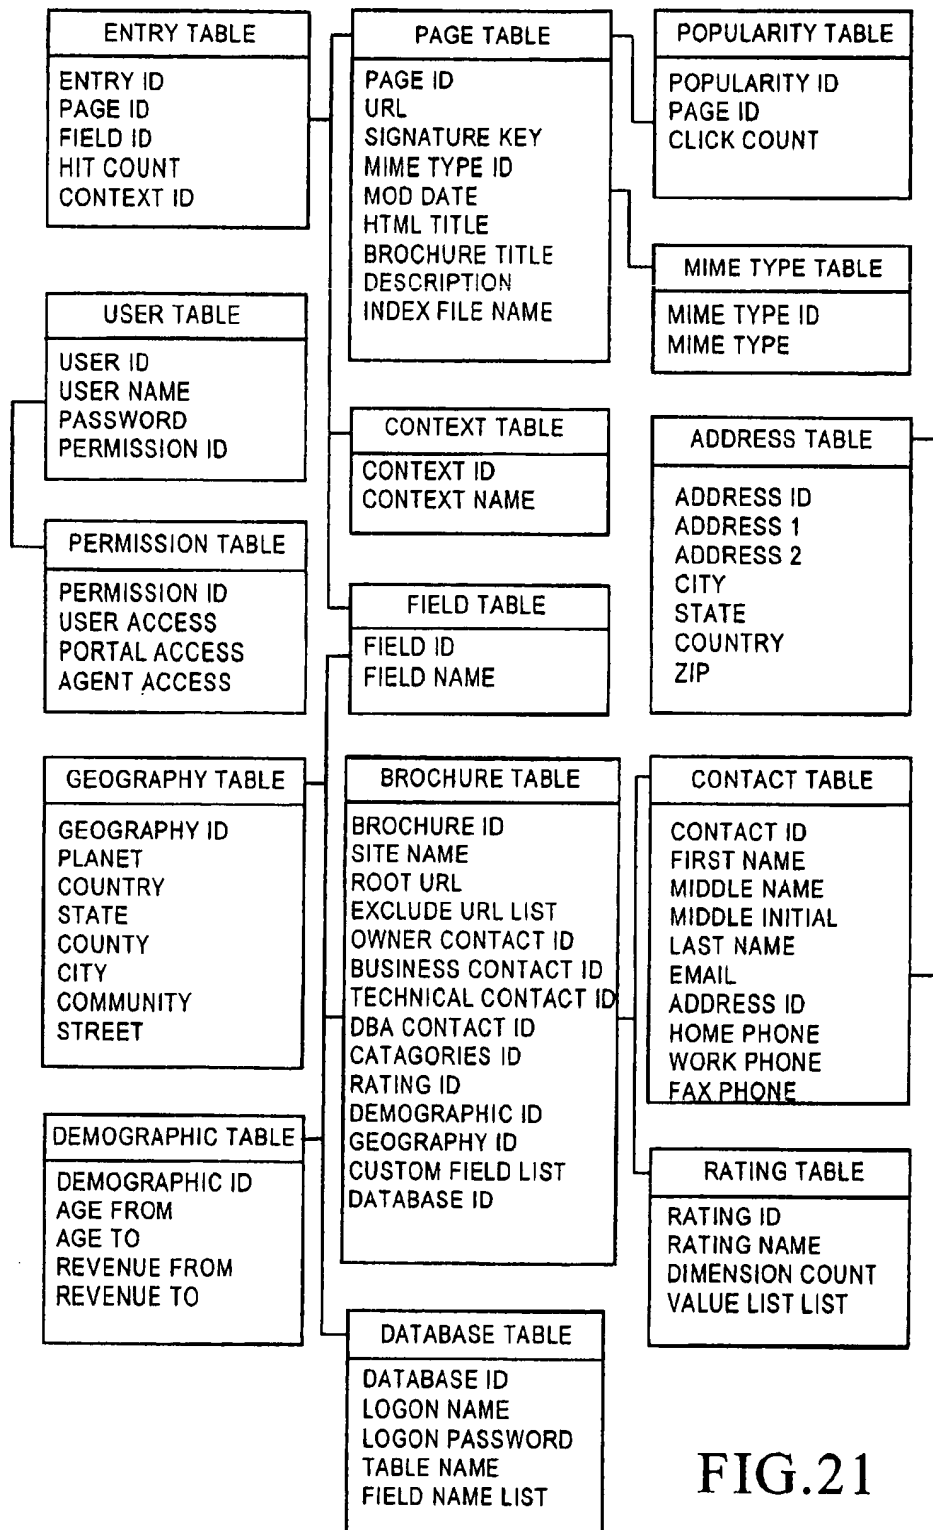 ENTRY TABLE
ENTRY ID
PAGE ID
FIELD ID
HIT COUNT
CONTEXT ID
PAGE TABLE
PAGE ID
URL
SIGNATURE KEY
MIME TYPE ID
MOD DATE
HTML TITLE
BROCHURE TITLE
DESCRIPTION
INDEX FILE NAME
POPULARITY TABLE
POPULARITY ID
PAGE ID
CLICK COUNT
MIME TYPE TABLE
MIME TYPE ID
MIME TYPE
USER TABLE
USER ID
USER NAME
PASSWORD
PERMISSION ID
CONTEXT TABLE
CONTEXT ID
CONTEXT NAME
ADDRESS TABLE
ADDRESS ID
ADDRESS 1
ADDRESS 2
CITY
STATE
COUNTRY
ZIP
PERMISSION TABLE
PERMISSION ID
USER ACCESS
PORTAL ACCESS
AGENT ACCESS
FIELD TABLE
FIELD ID
FIELD NAME
GEOGRAPHY TABLE
GEOGRAPHY ID
PLANET
COUNTRY
STATE
COUNTY
CITY
COMMUNITY
STREET
BROCHURE TABLE
BROCHURE ID
SITE NAME
ROOT URL
EXCLUDE URL LIST
OWNER CONTACT ID
BUSINESS CONTACT ID
TECHNICAL CONTACT ID
DBA CONTACT ID
CATAGORIES ID
RATING ID
DEMOGRAPHIC ID
GEOGRAPHY ID
CUSTOM FIELD LIST
DATABASE ID
CONTACT TABLE
CONTACT ID
FIRST NAME
MIDDLE NAME
MIDDLE INITIAL
LAST NAME
EMAIL
ADDRESS ID
HOME PHONE
WORK PHONE
FAX PHONE
DEMOGRAPHIC TABLE
DEMOGRAPHIC ID
AGE FROM
AGE TO
REVENUE FROM
REVENUE TO
RATING TABLE
RATING ID
RATING NAME
DIMENSION COUNT
VALUE LIST LIST
DATABASE TABLE
DATABASE ID
LOGON NAME
LOGON PASSWORD
TABLE NAME
FIELD NAME LIST
FIG.21